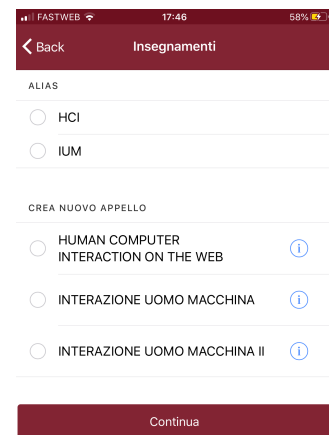 FASTWEB 17:46 58%
Back Insegnamenti
ALIAS
HCI
IUM
CREA NUOVO APPELLO
HUMAN COMPUTER
INTERACTION ON THE WEB
INTERAZIONE UOMO MACCHINA
INTERAZIONE UOMO MACCHINA II
Continua